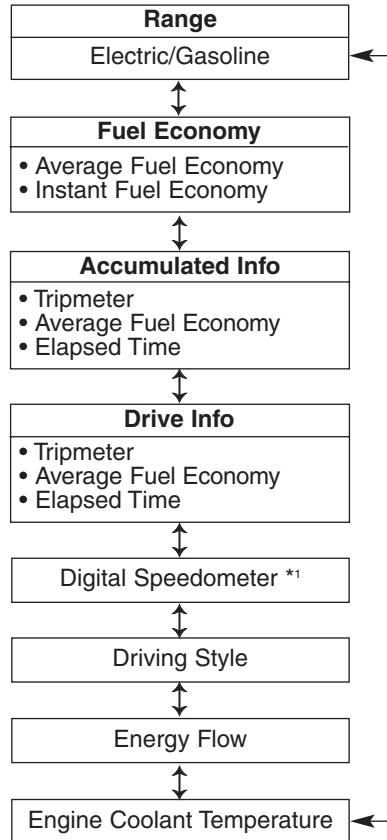 Range
Electric/Gasoline
Fuel Economy
• Average Fuel Economy
• Instant Fuel Economy
Accumulated Info
• Tripmeter
• Average Fuel Economy
• Elapsed Time
Drive Info
• Tripmeter
• Average Fuel Economy
• Elapsed Time
Digital Speedometer *1
Driving Style
Energy Flow
Engine Coolant Temperature